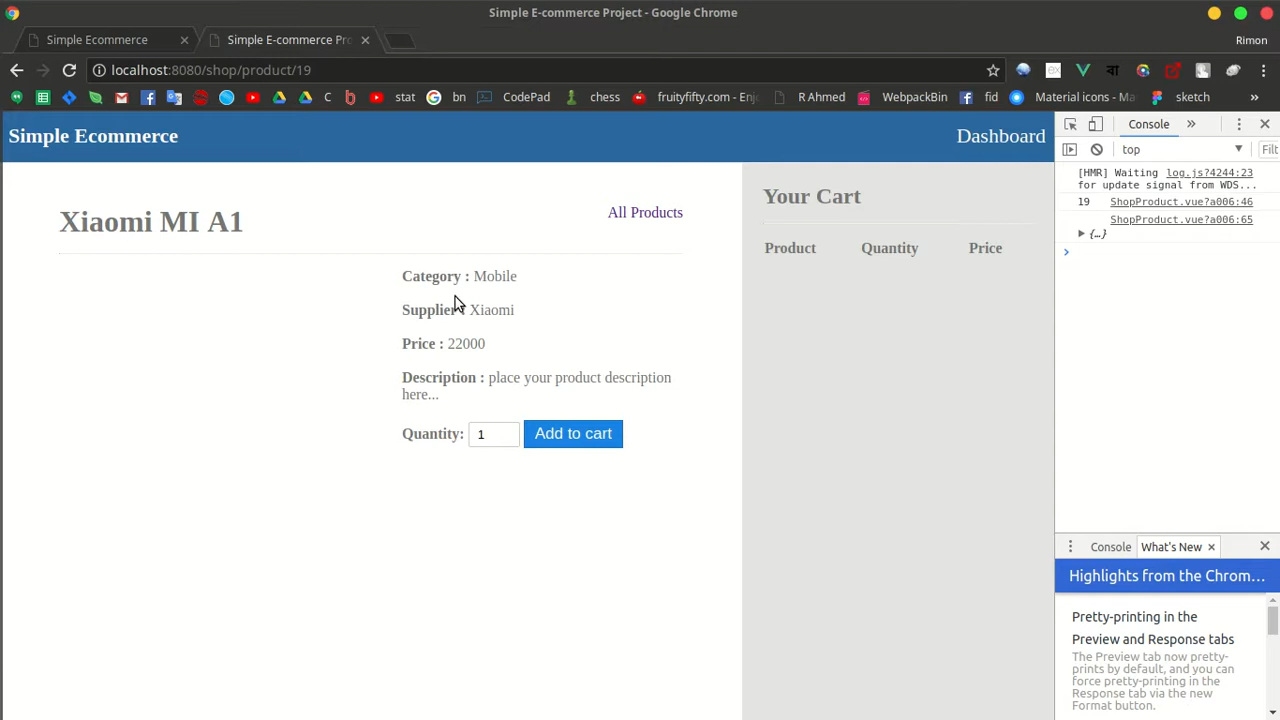 Simple E-commerce Project - Google Chrome
Simple Ecommerce
Simple E-commerce Pro
Rimon
localhost:8080/shop/product/19
C
stat
bn
CodePad
chess
fruityfifty.com - Enj
R Ahmed
WebpackBin
fid
Material icons - Ma
sketch
»
Simple Ecommerce
Dashboard
Xiaomi MI A1
All Products
Category : Mobile
Supplier : Xiaomi
Price : 22000
Description : place your product description
here...
Quantity: 1 Add to cart
Your Cart
Product Quantity Price
Console »
top
Filt
[HMR] Waiting log.js?4244:23
for update signal from WDS...
19 ShopProduct.vue?a006:46
ShopProduct.vue?a006:65
{…}
Console What's New
Highlights from the Chrom...
Pretty-printing in the
Preview and Response tabs
The Preview tab now pretty-
prints by default, and you can
force pretty-printing in the
Response tab via the new
Format button.